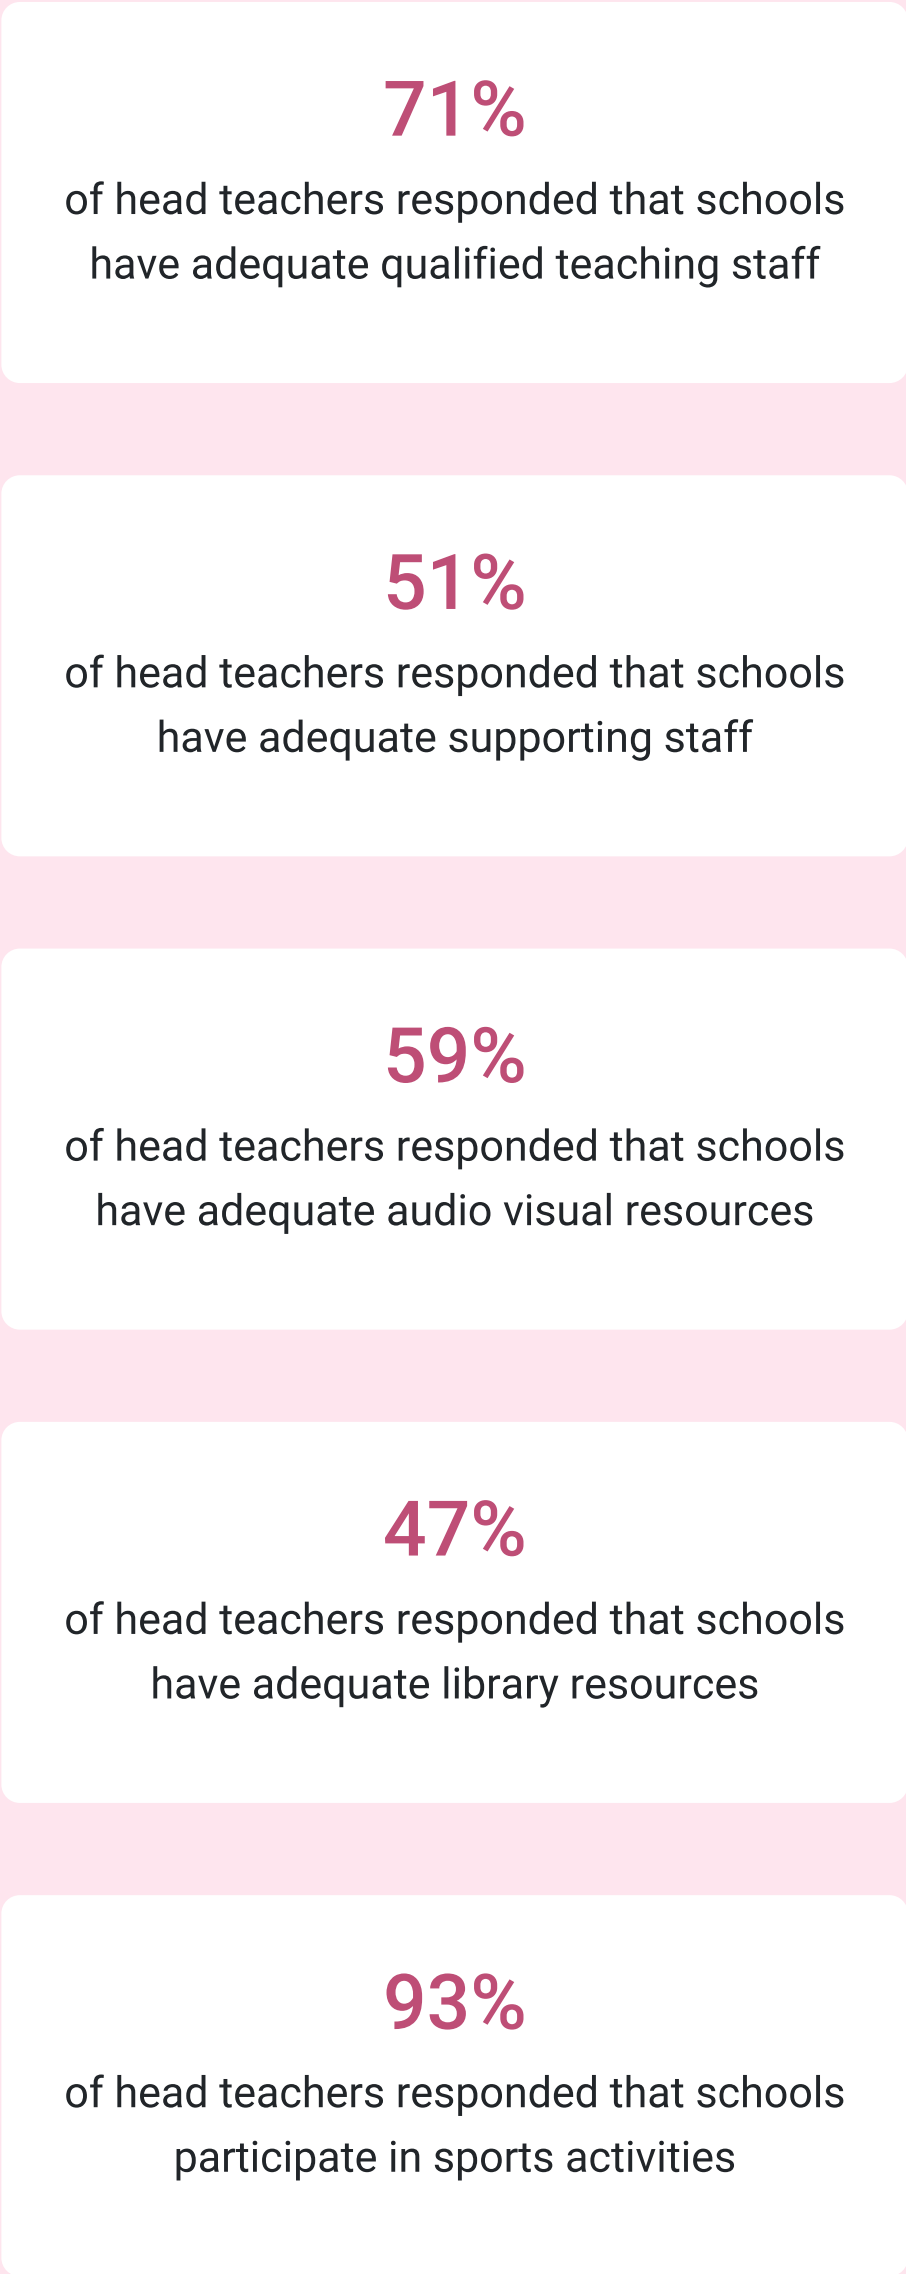 71%
of head teachers responded that schools
have adequate qualified teaching staff
51%
of head teachers responded that schools
have adequate supporting staff
59%
of head teachers responded that schools
have adequate audio visual resources
47%
of head teachers responded that schools
have adequate library resources
93%
of head teachers responded that schools
participate in sports activities